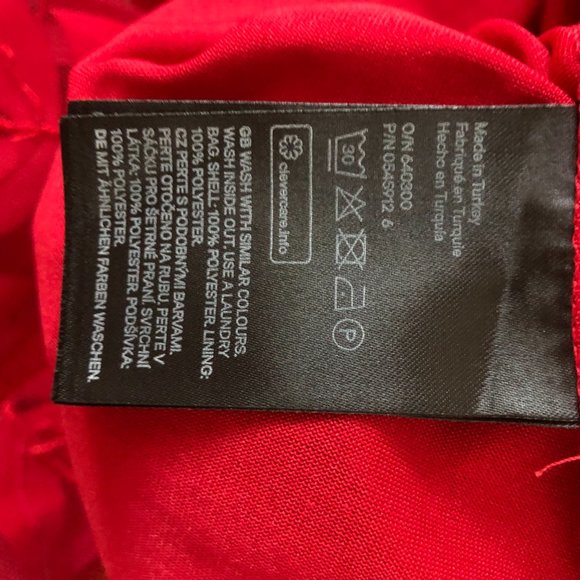 Made in Turkey
Fabriqué en Turquie
Hecho en Turquía
O/N 640300
P/N 0545912 6
30
P
clevercare.info
GB WASH WITH SIMILAR COLOURS.
WASH INSIDE OUT. USE A LAUNDRY
BAG. SHELL: 100% POLYESTER. LINING:
100% POLYESTER.
CZ PERTE S PODOBNÝMI BARVAMI.
PERTE OTOČENO NA RUBU. PERTE V
SÁČKU PRO ŠETRNÉ PRANÍ. SVRCHNÍ
LÁTKA: 100% POLYESTER. PODŠÍVKA:
100% POLYESTER.
DE MIT ÄHNLICHEN FARBEN WASCHEN.